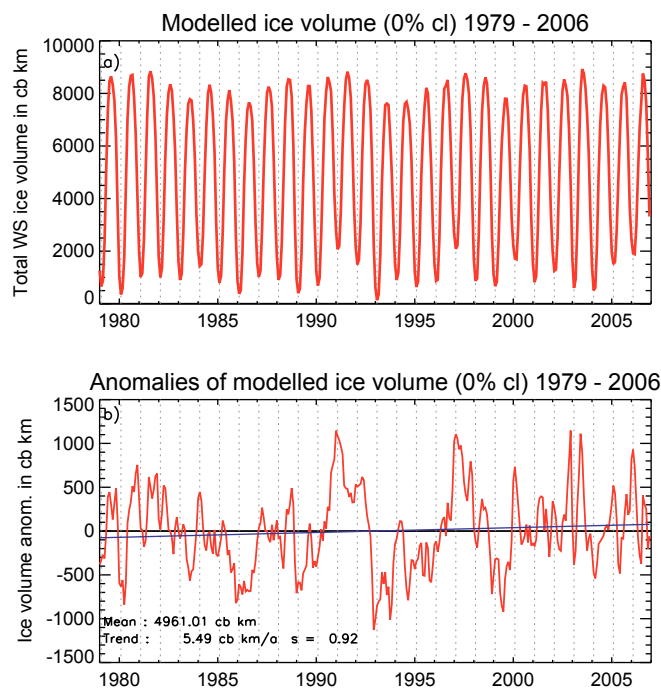 Modelled ice volume (0% cl) 1979 - 2006
a)
Total WS ice volume in cb km
10000
8000
6000
4000
2000
0
1980 1985 1990 1995 2000 2005
Anomalies of modelled ice volume (0% cl) 1979 - 2006
b)
Ice volume anom. in cb km
1500
1000
500
0
-500
-1000
-1500
Mean : 4961.01 cb km
Trend : 5.49 cb km/a s = 0.92
1980 1985 1990 1995 2000 2005